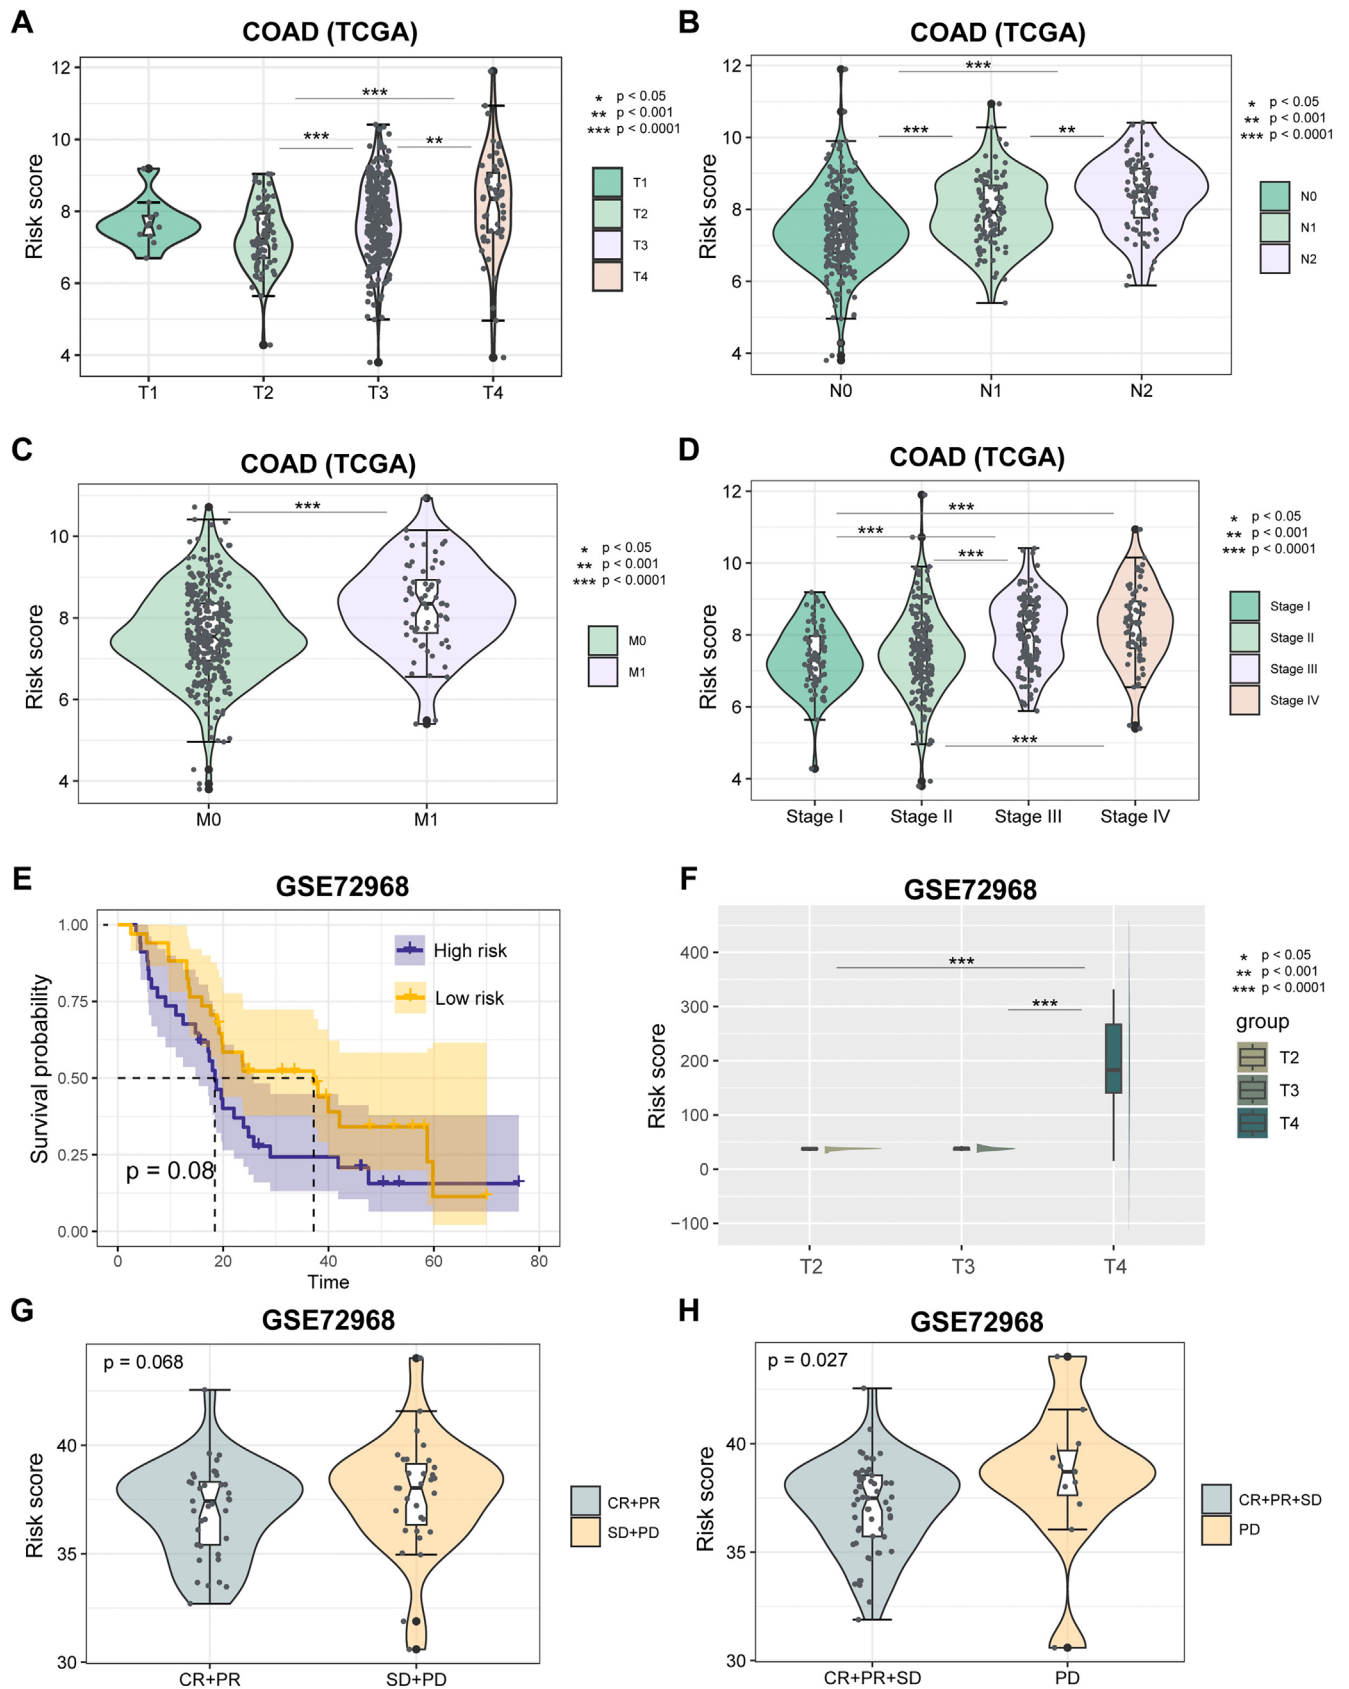 A
COAD (TCGA)
Risk score
12
10
8
6
4
***
***
**
T1
T2
T3
T4
* p < 0.05
** p < 0.001
*** p < 0.0001
T1
T2
T3
T4
B
COAD (TCGA)
Risk score
12
10
8
6
4
***
***
**
N0
N1
N2
* p < 0.05
** p < 0.001
*** p < 0.0001
N0
N1
N2
C
COAD (TCGA)
Risk score
10
8
6
4
***
M0
M1
* p < 0.05
** p < 0.001
*** p < 0.0001
M0
M1
D
COAD (TCGA)
Risk score
12
10
8
6
4
***
***
***
***
Stage I
Stage II
Stage III
Stage IV
* p < 0.05
** p < 0.001
*** p < 0.0001
Stage I
Stage II
Stage III
Stage IV
E
GSE72968
Survival probability
1.00
0.75
0.50
0.25
0.00
High risk
Low risk
p = 0.08
0
20
40
60
80
Time
F
GSE72968
Risk score
400
300
200
100
0
−100
***
***
T2
T3
T4
* p < 0.05
** p < 0.001
*** p < 0.0001
group
T2
T3
T4
G
GSE72968
p = 0.068
Risk score
40
35
30
CR+PR
SD+PD
CR+PR
SD+PD
H
GSE72968
p = 0.027
Risk score
40
35
30
CR+PR+SD
PD
CR+PR+SD
PD